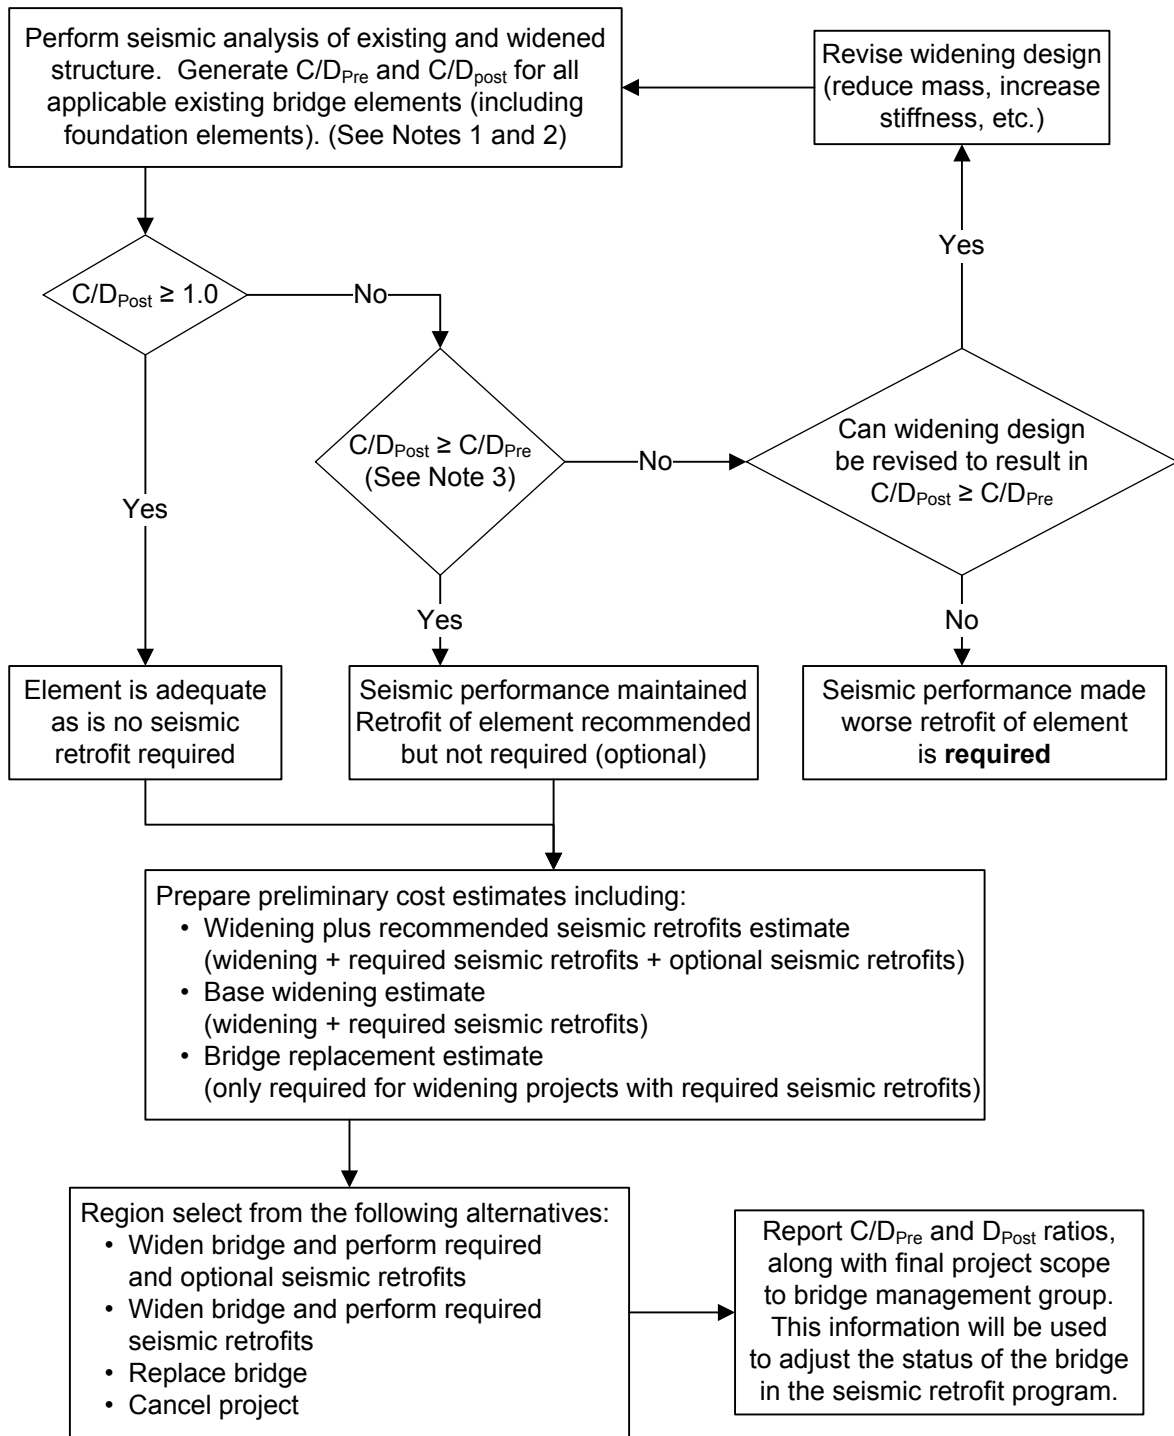 Perform seismic analysis of existing and widened
structure.  Generate C/DPre and C/Dpost for all
applicable existing bridge elements (including
foundation elements). (See Notes 1 and 2)
Revise widening design
(reduce mass, increase
stiffness, etc.)
Yes
C/DPost ≥ 1.0
No
C/DPost ≥ C/DPre
(See Note 3)
No
Can widening design
be revised to result in
C/DPost ≥ C/DPre
Yes
Yes
No
Element is adequate
as is no seismic
retrofit required
Seismic performance maintained
Retrofit of element recommended
but not required (optional)
Seismic performance made
worse retrofit of element
is required
Prepare preliminary cost estimates including:
• Widening plus recommended seismic retrofits estimate
(widening + required seismic retrofits + optional seismic retrofits)
• Base widening estimate
(widening + required seismic retrofits)
• Bridge replacement estimate
(only required for widening projects with required seismic retrofits)
Region select from the following alternatives:
• Widen bridge and perform required
and optional seismic retrofits
• Widen bridge and perform required
seismic retrofits
• Replace bridge
• Cancel project
Report C/DPre and DPost ratios,
along with final project scope
to bridge management group.
This information will be used
to adjust the status of the bridge
in the seismic retrofit program.